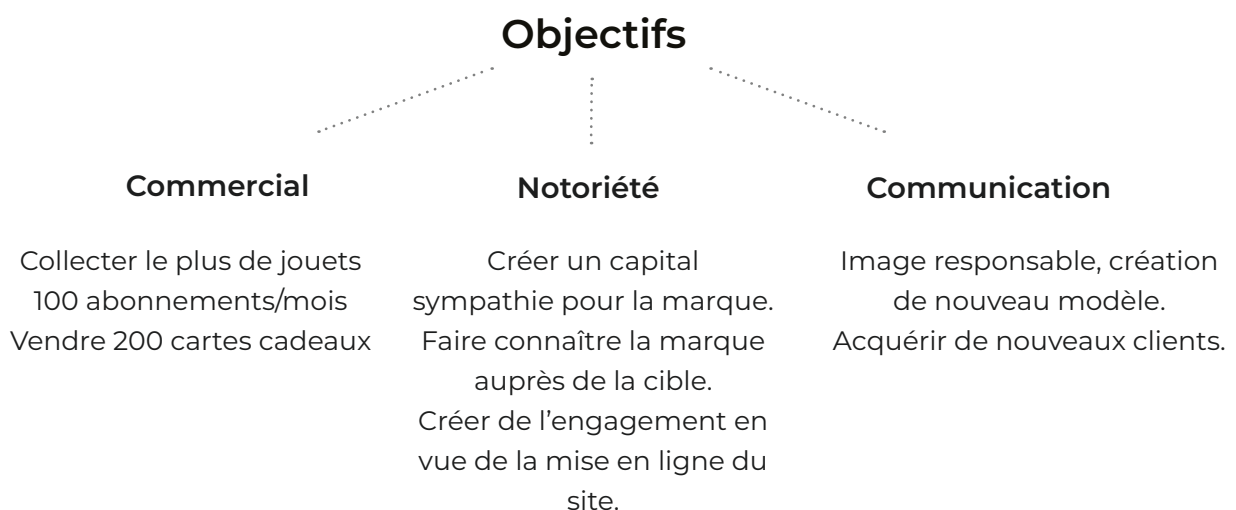 Objectifs
Commercial
Collecter le plus de jouets
100 abonnements/mois
Vendre 200 cartes cadeaux
Notoriété
Créer un capital
sympathie pour la marque.
Faire connaître la marque
auprès de la cible.
Créer de l’engagement en
vue de la mise en ligne du
site.
Communication
Image responsable, création
de nouveau modèle.
Acquérir de nouveaux clients.